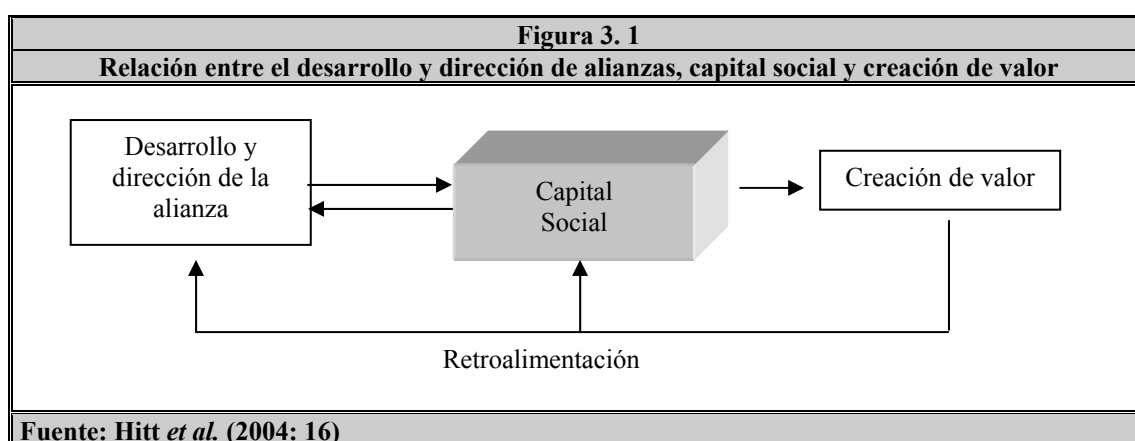 Figura 3. 1
Relación entre el desarrollo y dirección de alianzas, capital social y creación de valor
Desarrollo y
dirección de la
alianza
Capital
Social
Creación de valor
Retroalimentación
Fuente: Hitt et al. (2004: 16)